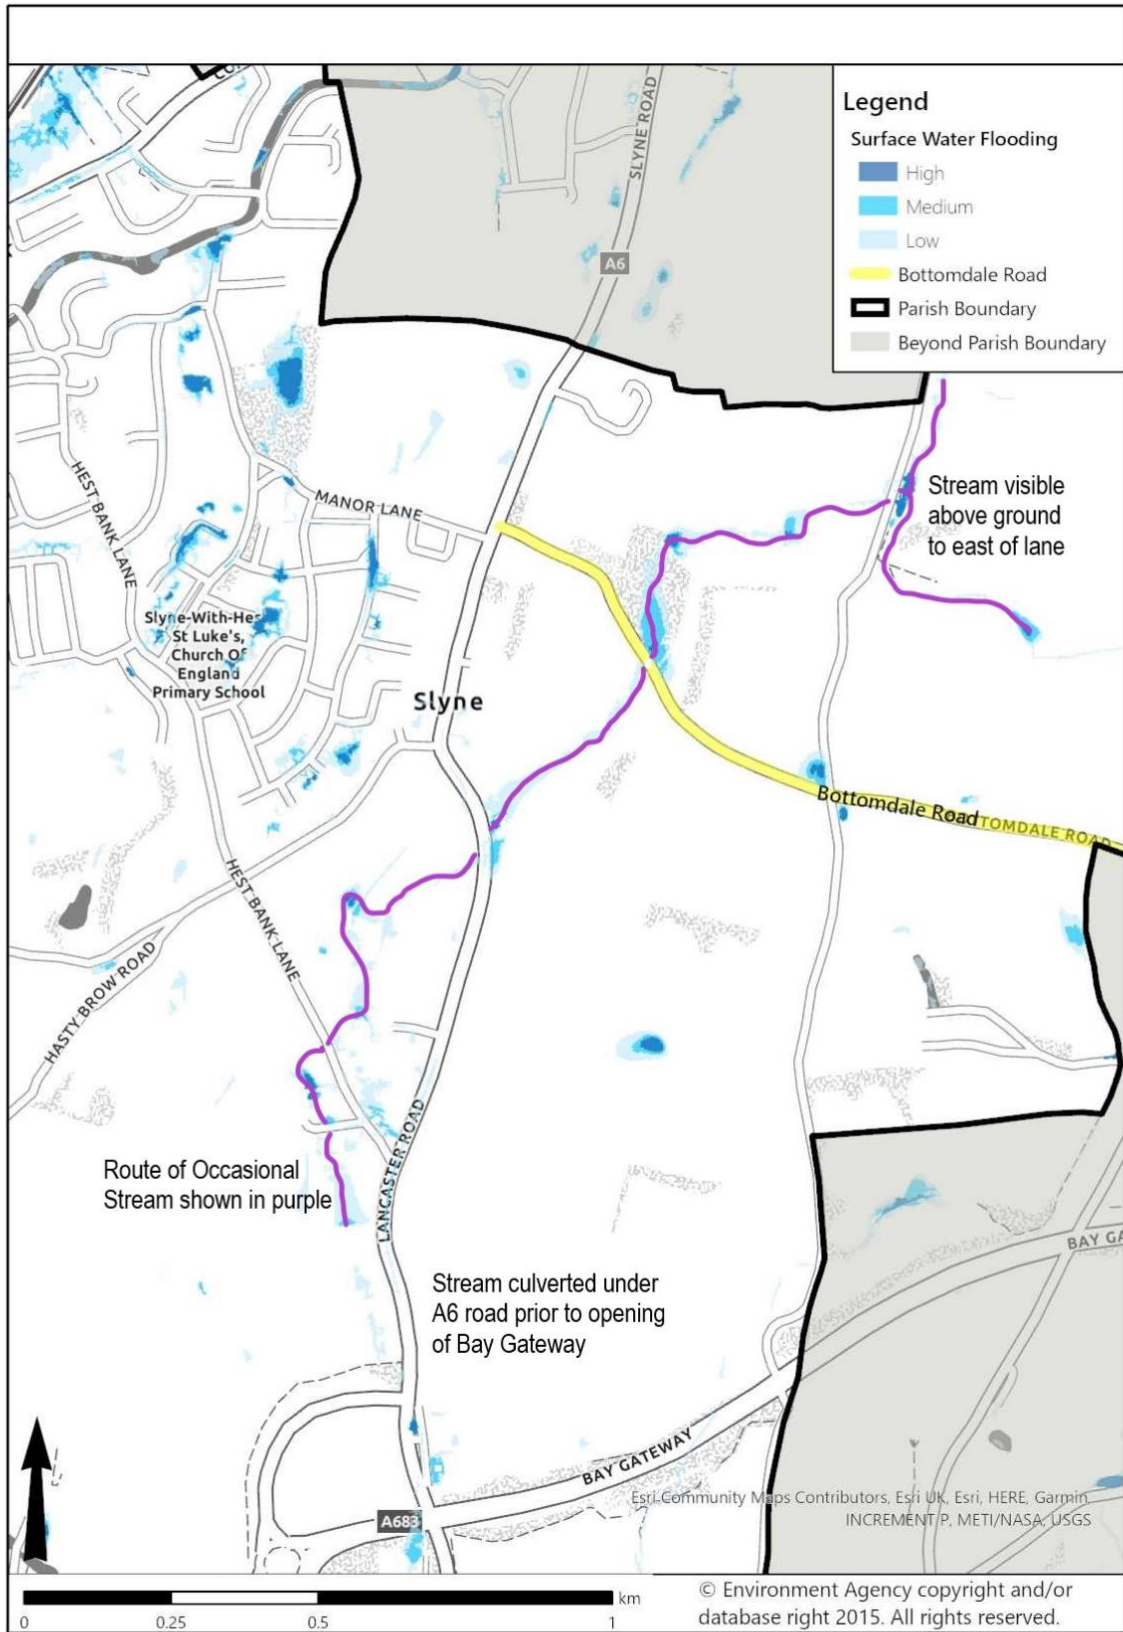 SLYNE ROAD
A6
Legend
Surface Water Flooding
High
Medium
Low
Bottomdale Road
Parish Boundary
Beyond Parish Boundary
HEST BANK LANE
MANOR LANE
Stream visible
above ground
to east of lane
Slyne-With-Hes
St Luke's,
Church Of
England
Primary School
Slyne
Bottomdale Road
TTOMDALE ROAD
HEST BANK LANE
HASTY BROW ROAD
LANCASTER ROAD
Route of Occasional
Stream shown in purple
BAY GA
Stream culverted under
A6 road prior to opening
of Bay Gateway
BAY GATEWAY
A683
Esri Community Maps Contributors, Esri UK, Esri, HERE, Garmin,
INCREMENT P, METI/NASA, USGS
km
0 0.25 0.5 1
© Environment Agency copyright and/or
database right 2015. All rights reserved.